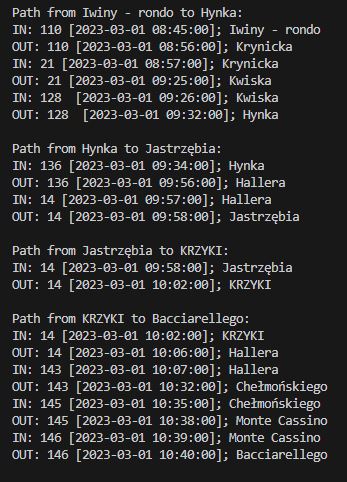 Path from Iwiny - rondo to Hynka:
IN: 110 [2023-03-01 08:45:00]; Iwiny - rondo
OUT: 110 [2023-03-01 08:56:00]; Krynicka
IN: 21 [2023-03-01 08:57:00]; Krynicka
OUT: 21 [2023-03-01 09:25:00]; Kwiska
IN: 128  [2023-03-01 09:26:00]; Kwiska
OUT: 128  [2023-03-01 09:32:00]; Hynka

Path from Hynka to Jastrzębia:
IN: 136 [2023-03-01 09:34:00]; Hynka
OUT: 136 [2023-03-01 09:56:00]; Hallera
IN: 14 [2023-03-01 09:57:00]; Hallera
OUT: 14 [2023-03-01 09:58:00]; Jastrzębia

Path from Jastrzębia to KRZYKI:
IN: 14 [2023-03-01 09:58:00]; Jastrzębia
OUT: 14 [2023-03-01 10:02:00]; KRZYKI

Path from KRZYKI to Bacciarellego:
IN: 14 [2023-03-01 10:02:00]; KRZYKI
OUT: 14 [2023-03-01 10:06:00]; Hallera
IN: 143 [2023-03-01 10:07:00]; Hallera
OUT: 143 [2023-03-01 10:32:00]; Chełmońskiego
IN: 145 [2023-03-01 10:35:00]; Chełmońskiego
OUT: 145 [2023-03-01 10:38:00]; Monte Cassino
IN: 146 [2023-03-01 10:39:00]; Monte Cassino
OUT: 146 [2023-03-01 10:40:00]; Bacciarellego